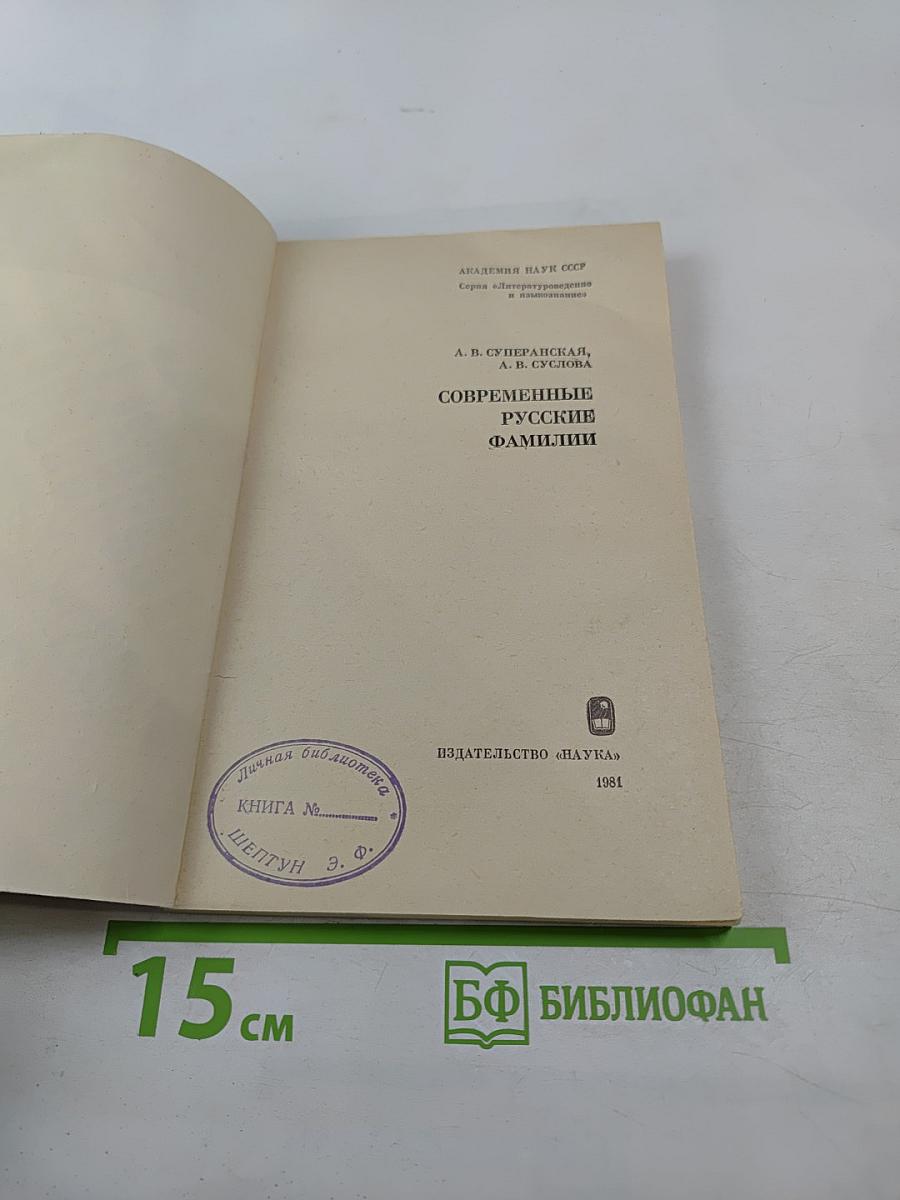 АКАДЕМИЯ НАУК СССР
Серия «Литературоведение
и языкознание»
А. В. СУПЕРАНСКАЯ,
А. В. СУСЛОВА
СОВРЕМЕННЫЕ
РУССКИЕ
ФАМИЛИИ
ИЗДАТЕЛЬСТВО «НАУКА»
1981
Личная библиотека
КНИГА №
ШЕПТУН Э. Ф.
15 см
БФ БИБЛИОФАН